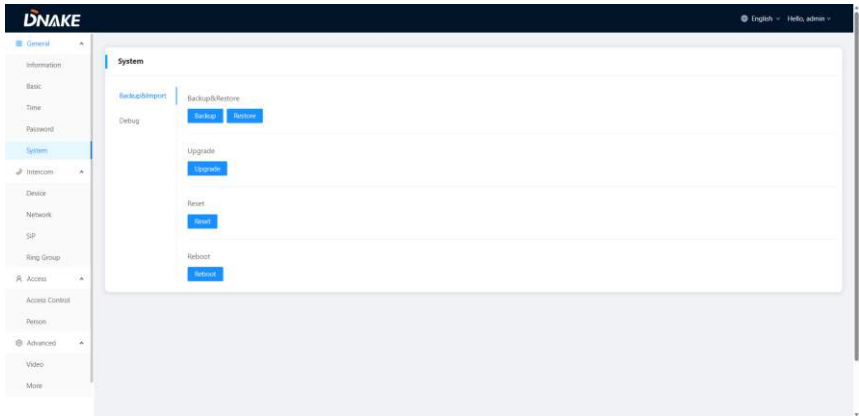 DNAKE
English
Hello, admin
General
Information
Basic
Time
Password
System
Intercom
Device
Network
SIP
Ring Group
Access
Access Control
Person
Advanced
Video
More
System
Backup&Import
Debug
Backup&Restore
Backup Restore
Upgrade
Upgrade
Reset
Reset
Reboot
Reboot